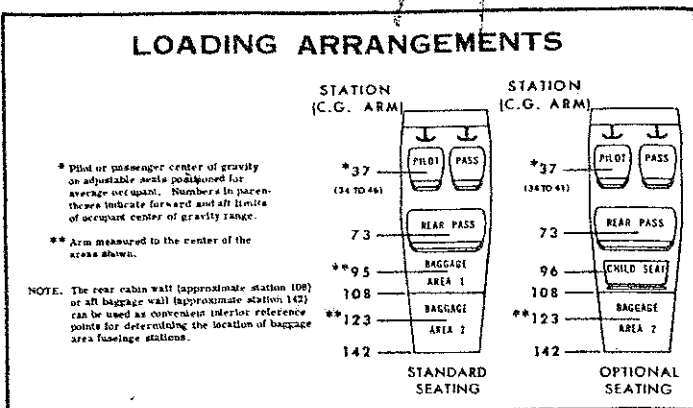 LOADING ARRANGEMENTS
* Pilot or passenger center of gravity
on adjustable seats positioned for
average occupant. Numbers in paren-
theses indicate forward and aft limits
of occupant center of gravity range.
** Arm measured to the center of the
areas shown.
NOTE. The rear cabin wall (approximate station 108)
or aft baggage wall (approximate station 142)
can be used as convenient interior reference
points for determining the location of baggage
area fuselage stations.
STATION
(C.G. ARM)
PILOT PASS
*37
(34 TO 46)
REAR PASS
73
**95
BAGGAGE
AREA 1
108
**123
BAGGAGE
AREA 2
142
STANDARD
SEATING
STATION
(C.G. ARM)
PILOT PASS
*37
REAR PASS
73
96
CHILD SEAT
108
**123
BAGGAGE
AREA 2
142
OPTIONAL
SEATING